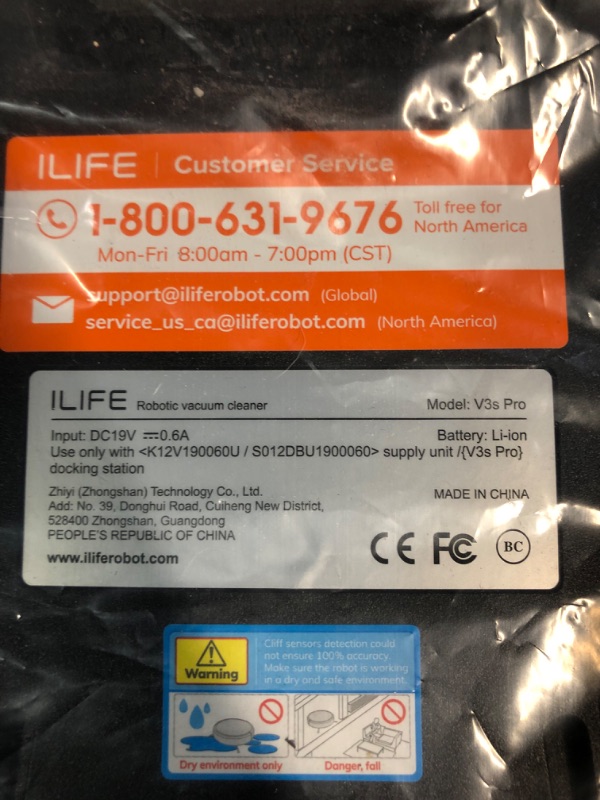 ILIFE | Customer Service
1-800-631-9676 Toll free for
North America
Mon-Fri 8:00am - 7:00pm (CST)
support@iliferobot.com (Global)
service_us_ca@iliferobot.com (North America)
ILIFE Robotic vacuum cleaner Model: V3s Pro
Input: DC19V ⎓0.6A Battery: Li-ion
Use only with <K12V190060U / S012DBU1900060> supply unit /{V3s Pro}
docking station
Zhiyi (Zhongshan) Technology Co., Ltd. MADE IN CHINA
Add: No. 39, Donghui Road, Cuiheng New District,
528400 Zhongshan, Guangdong
PEOPLE'S REPUBLIC OF CHINA
www.iliferobot.com CE FC BC
Warning
Cliff sensors detection could
not ensure 100% accuracy.
Make sure the robot is working
in a dry and safe environment.
Dry environment only Danger, fall